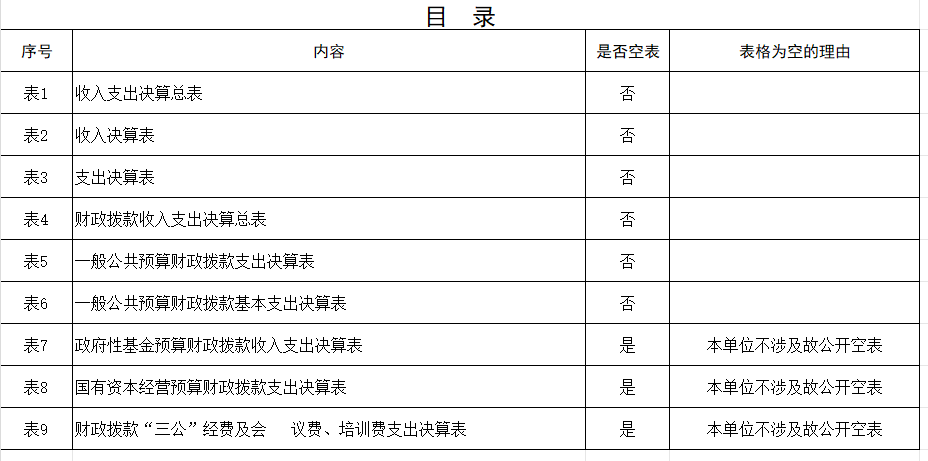 目 录
序号 内容 是否空表 表格为空的理由
表1 收入支出决算总表 否
表2 收入决算表 否
表3 支出决算表 否
表4 财政拨款收入支出决算总表 否
表5 一般公共预算财政拨款支出决算表 否
表6 一般公共预算财政拨款基本支出决算表 否
表7 政府性基金预算财政拨款收入支出决算表 是 本单位不涉及故公开空表
表8 国有资本经营预算财政拨款支出决算表 是 本单位不涉及故公开空表
表9 财政拨款“三公”经费及会 议费、培训费支出决算表 是 本单位不涉及故公开空表